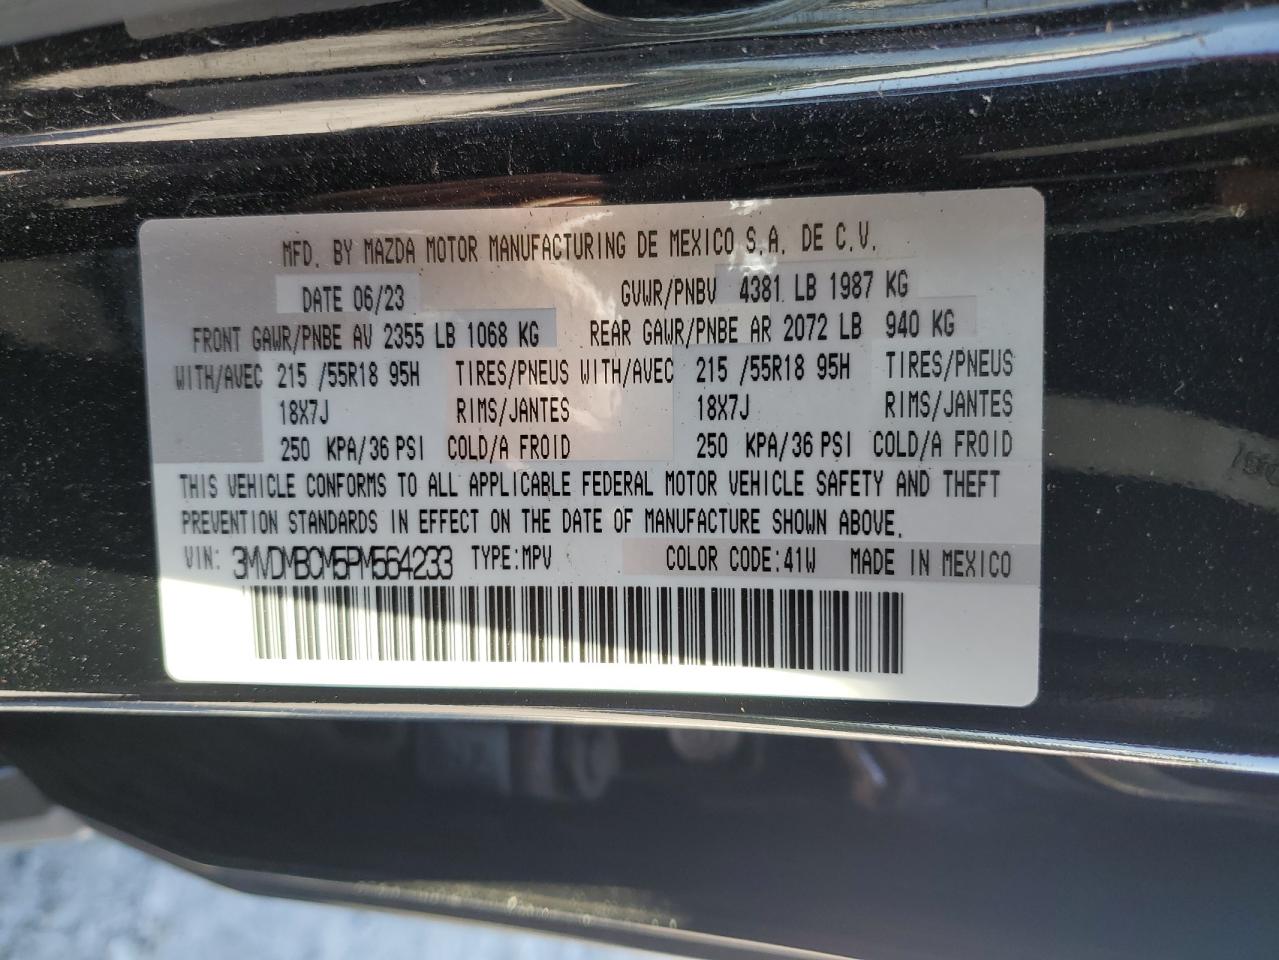 MFD. BY MAZDA MOTOR MANUFACTURING DE MEXICO S.A. DE C.V.
DATE 06/23 GVWR/PNBV 4381 LB 1987 KG
FRONT GAWR/PNBE AV 2355 LB 1068 KG REAR GAWR/PNBE AR 2072 LB 940 KG
WITH/AVEC 215 /55R18 95H TIRES/PNEUS WITH/AVEC 215 /55R18 95H TIRES/PNEUS
18X7J RIMS/JANTES 18X7J RIMS/JANTES
250 KPA/36 PSI COLD/A FROID 250 KPA/36 PSI COLD/A FROID
THIS VEHICLE CONFORMS TO ALL APPLICABLE FEDERAL MOTOR VEHICLE SAFETY AND THEFT
PREVENTION STANDARDS IN EFFECT ON THE DATE OF MANUFACTURE SHOWN ABOVE.
VIN: 3MVDMBCM5PM564233 TYPE:MPV COLOR CODE:41W MADE IN MEXICO